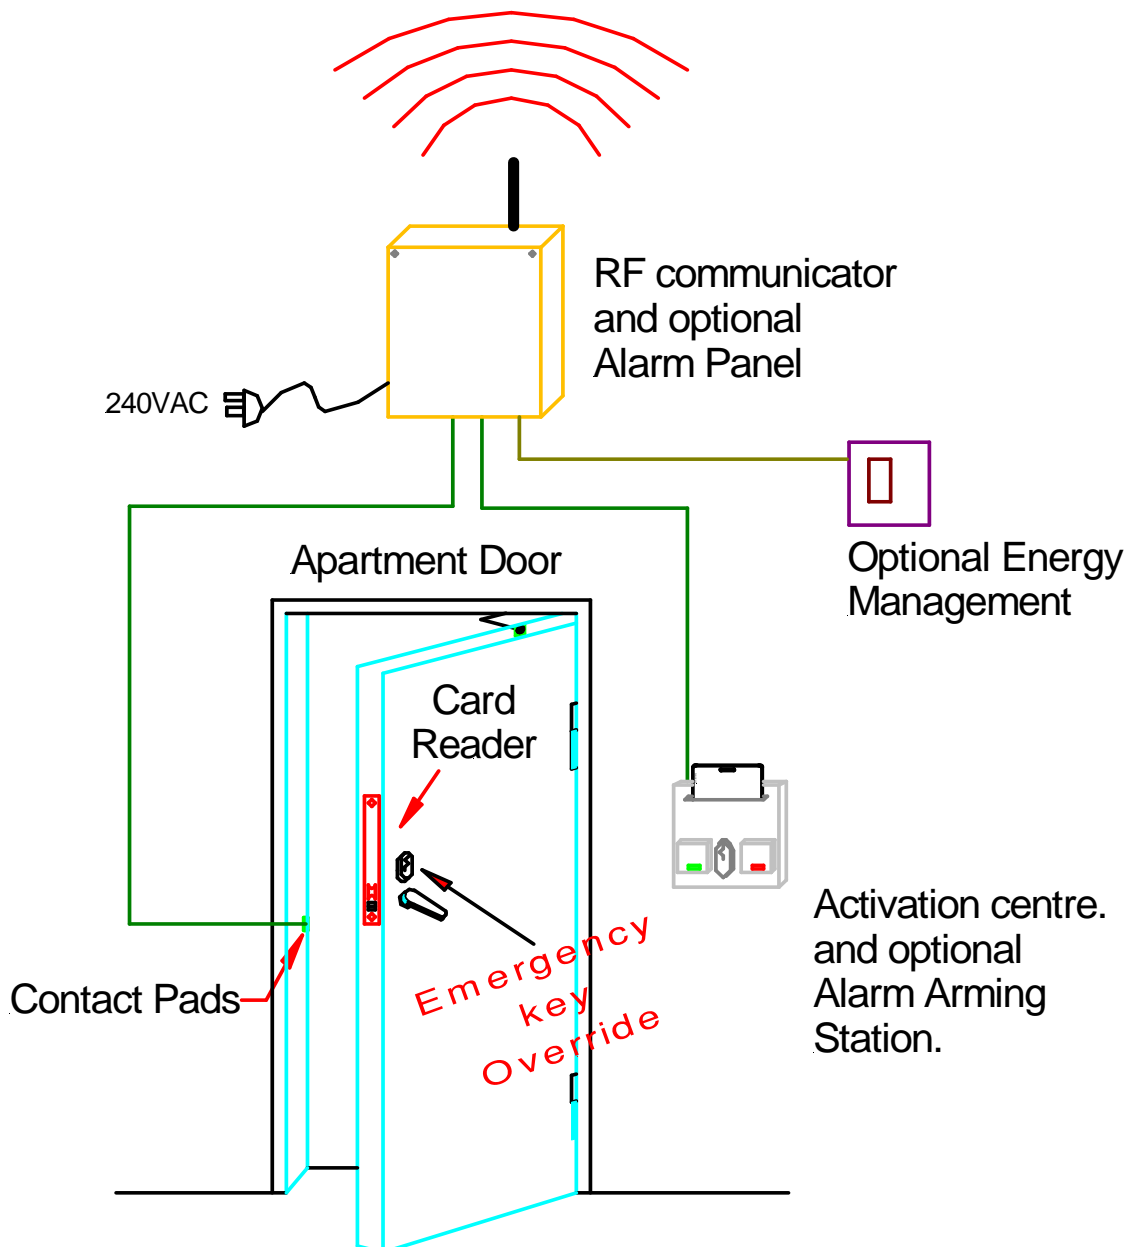 RF communicator
and optional
Alarm Panel
240VAC
Optional Energy
Management
Apartment Door
Card
Reader
Emergency
key
Override
Contact Pads
Activation centre.
and optional
Alarm Arming
Station.